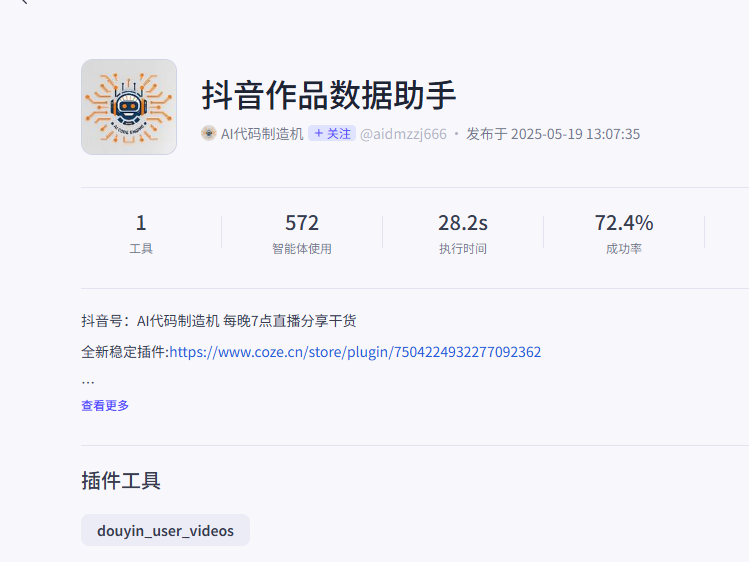 抖音作品数据助手
AI代码制造机 + 关注 @aidmzzj666 · 发布于 2025-05-19 13:07:35
1 572 28.2s 72.4%
工具 智能体使用 执行时间 成功率
抖音号：AI代码制造机 每晚7点直播分享干货
全新稳定插件:https://www.coze.cn/store/plugin/7504224932277092362
...
查看更多
插件工具
douyin_user_videos